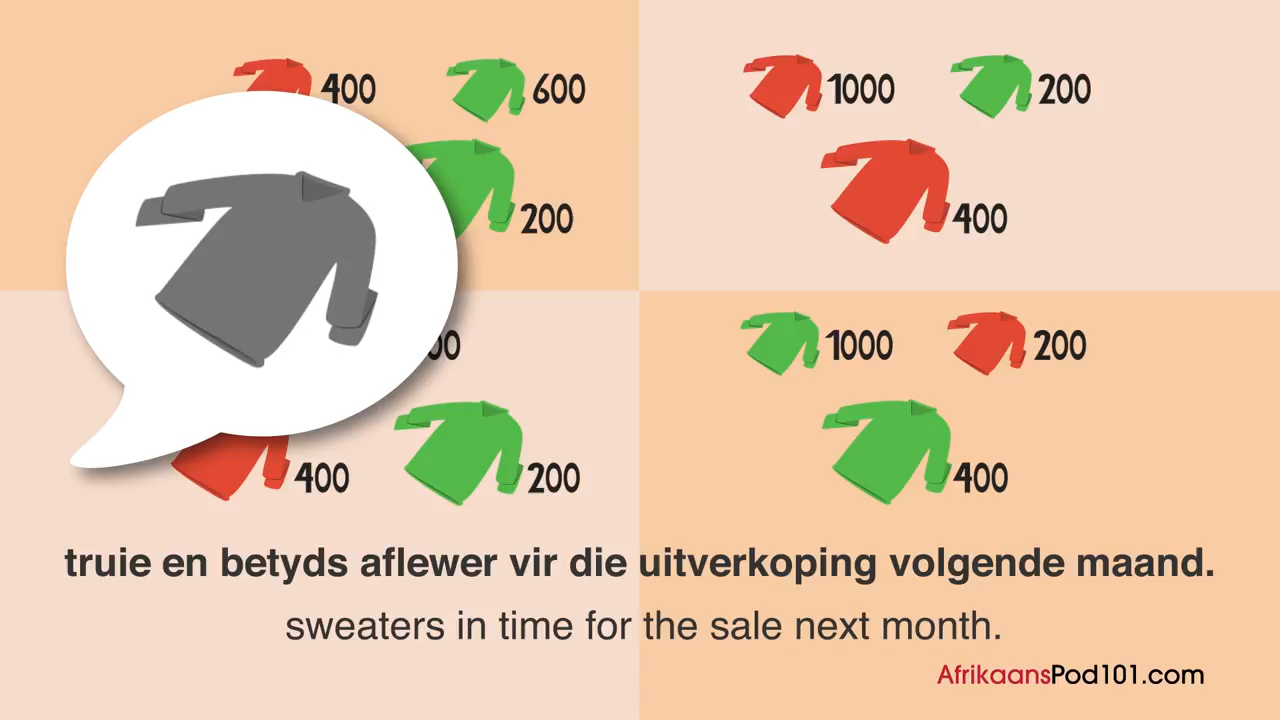 400 600
200
1000 200
400
400 200
1000 200
400
truie en betyds aflewer vir die uitverkoping volgende maand.
sweaters in time for the sale next month.
AfrikaansPod101.com